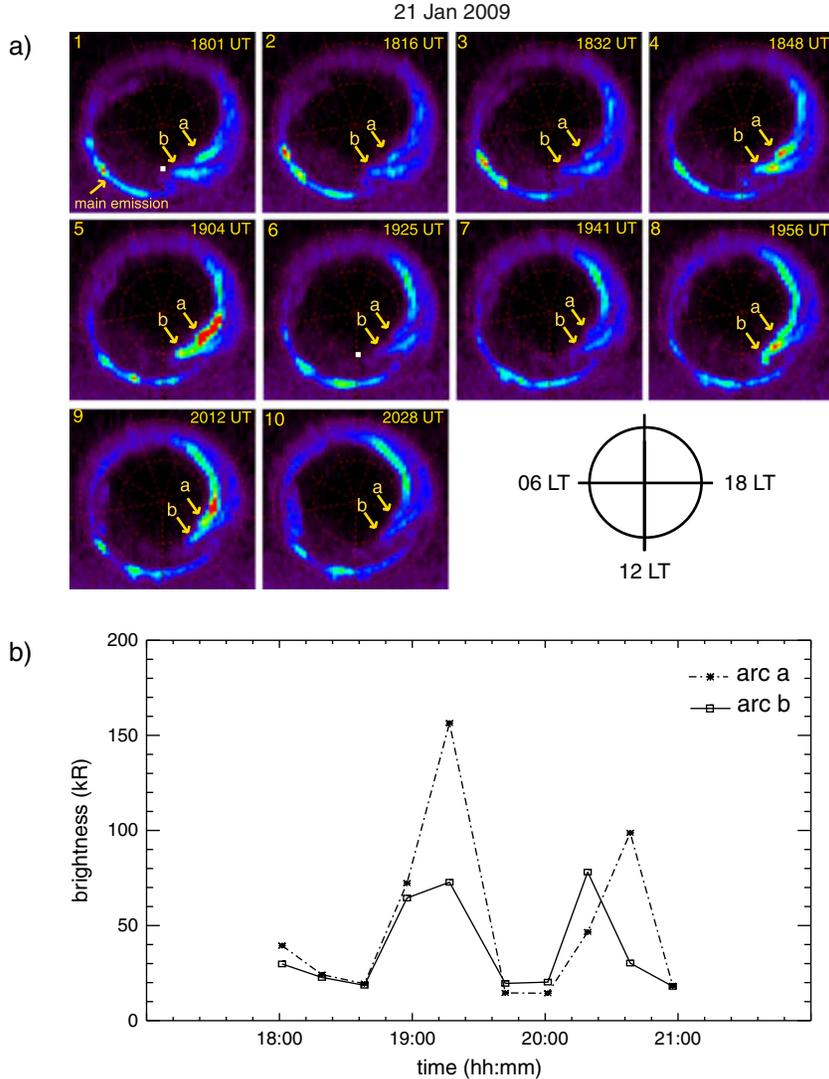 21 Jan 2009
a)
1 1801 UT
a
b
main emission
2 1816 UT
a
b
3 1832 UT
a
b
4 1848 UT
a
b
5 1904 UT
a
b
6 1925 UT
a
b
7 1941 UT
a
b
8 1956 UT
a
b
9 2012 UT
a
b
10 2028 UT
a
b
06 LT 18 LT
12 LT
b)
200
150
100
50
0
brightness (kR)
arc a
arc b
18:00 19:00 20:00 21:00
time (hh:mm)